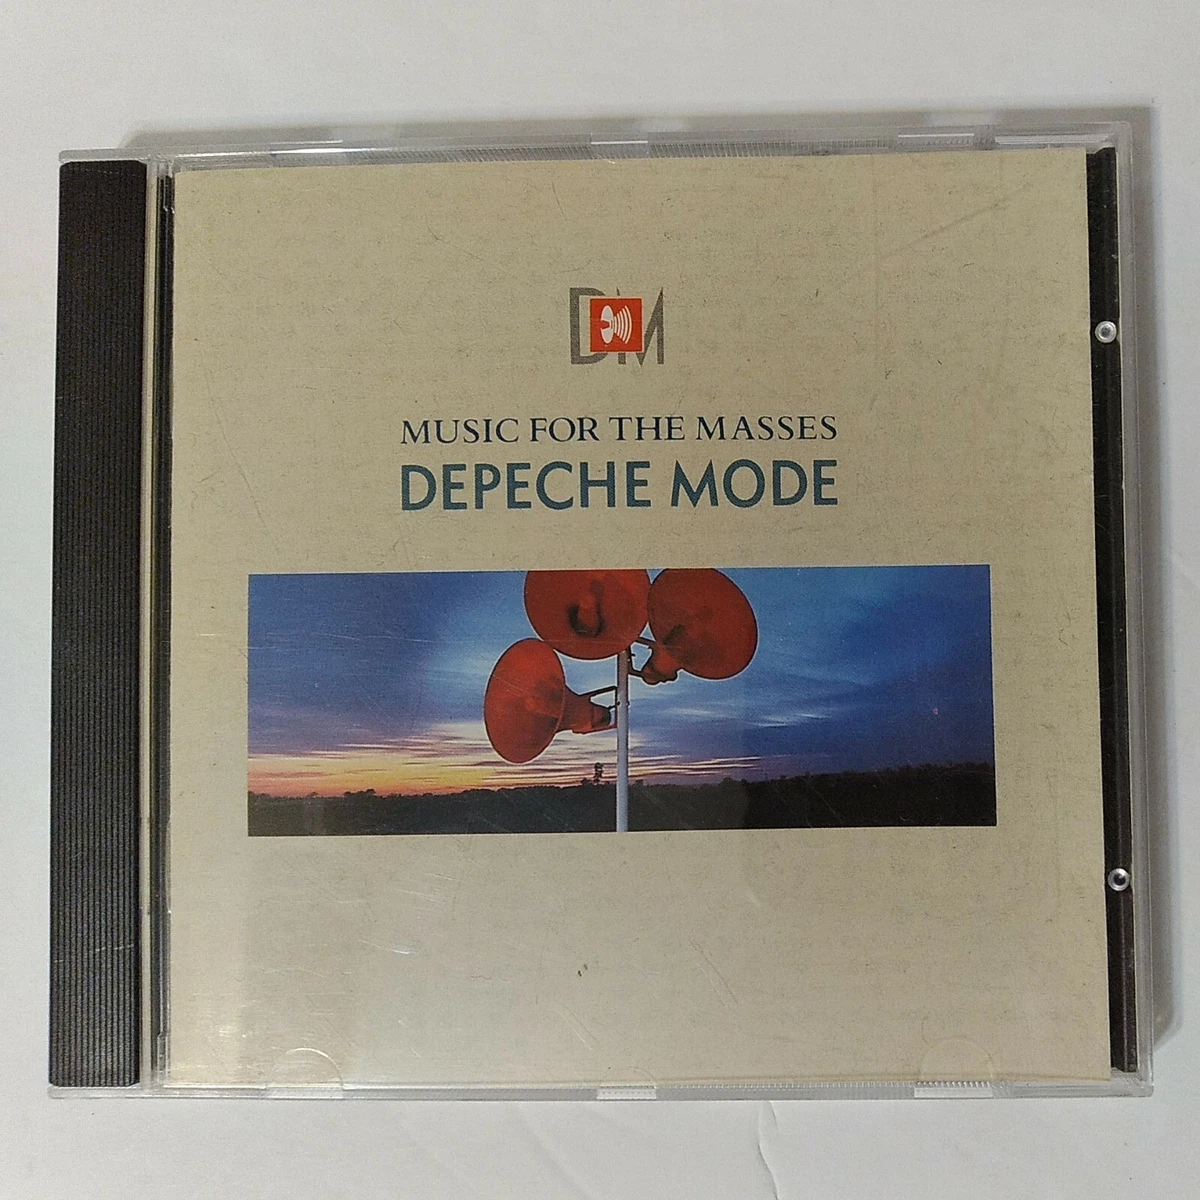 DM
MUSIC FOR THE MASSES
DEPECHE MODE